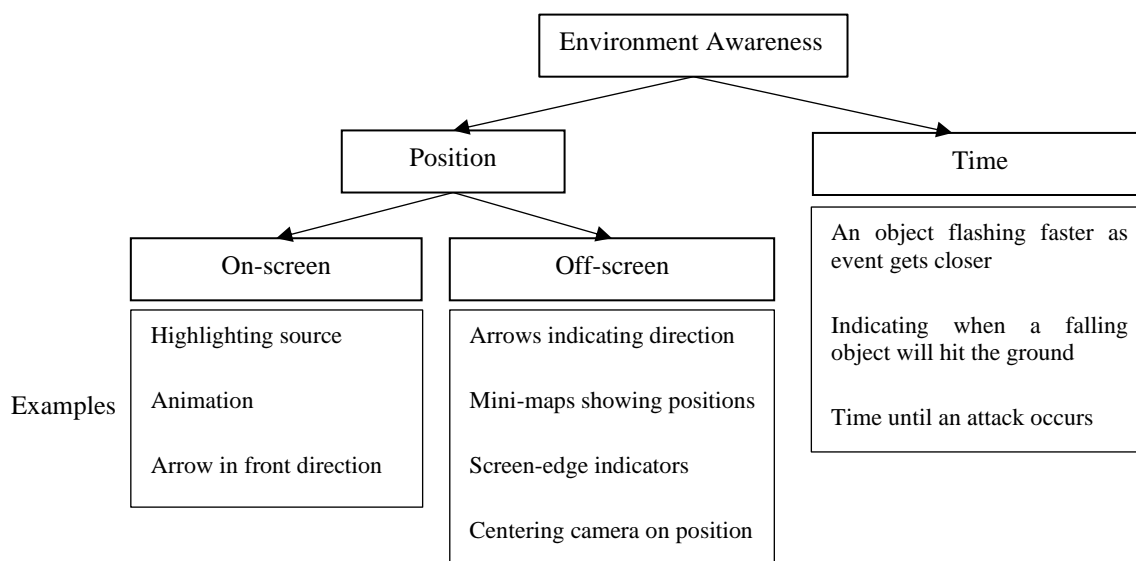 Environment Awareness
Position
Time
On-screen
Off-screen
Examples
Highlighting source
Animation
Arrow in front direction
Arrows indicating direction
Mini-maps showing positions
Screen-edge indicators
Centering camera on position
An object flashing faster as
event gets closer
Indicating when a falling
object will hit the ground
Time until an attack occurs